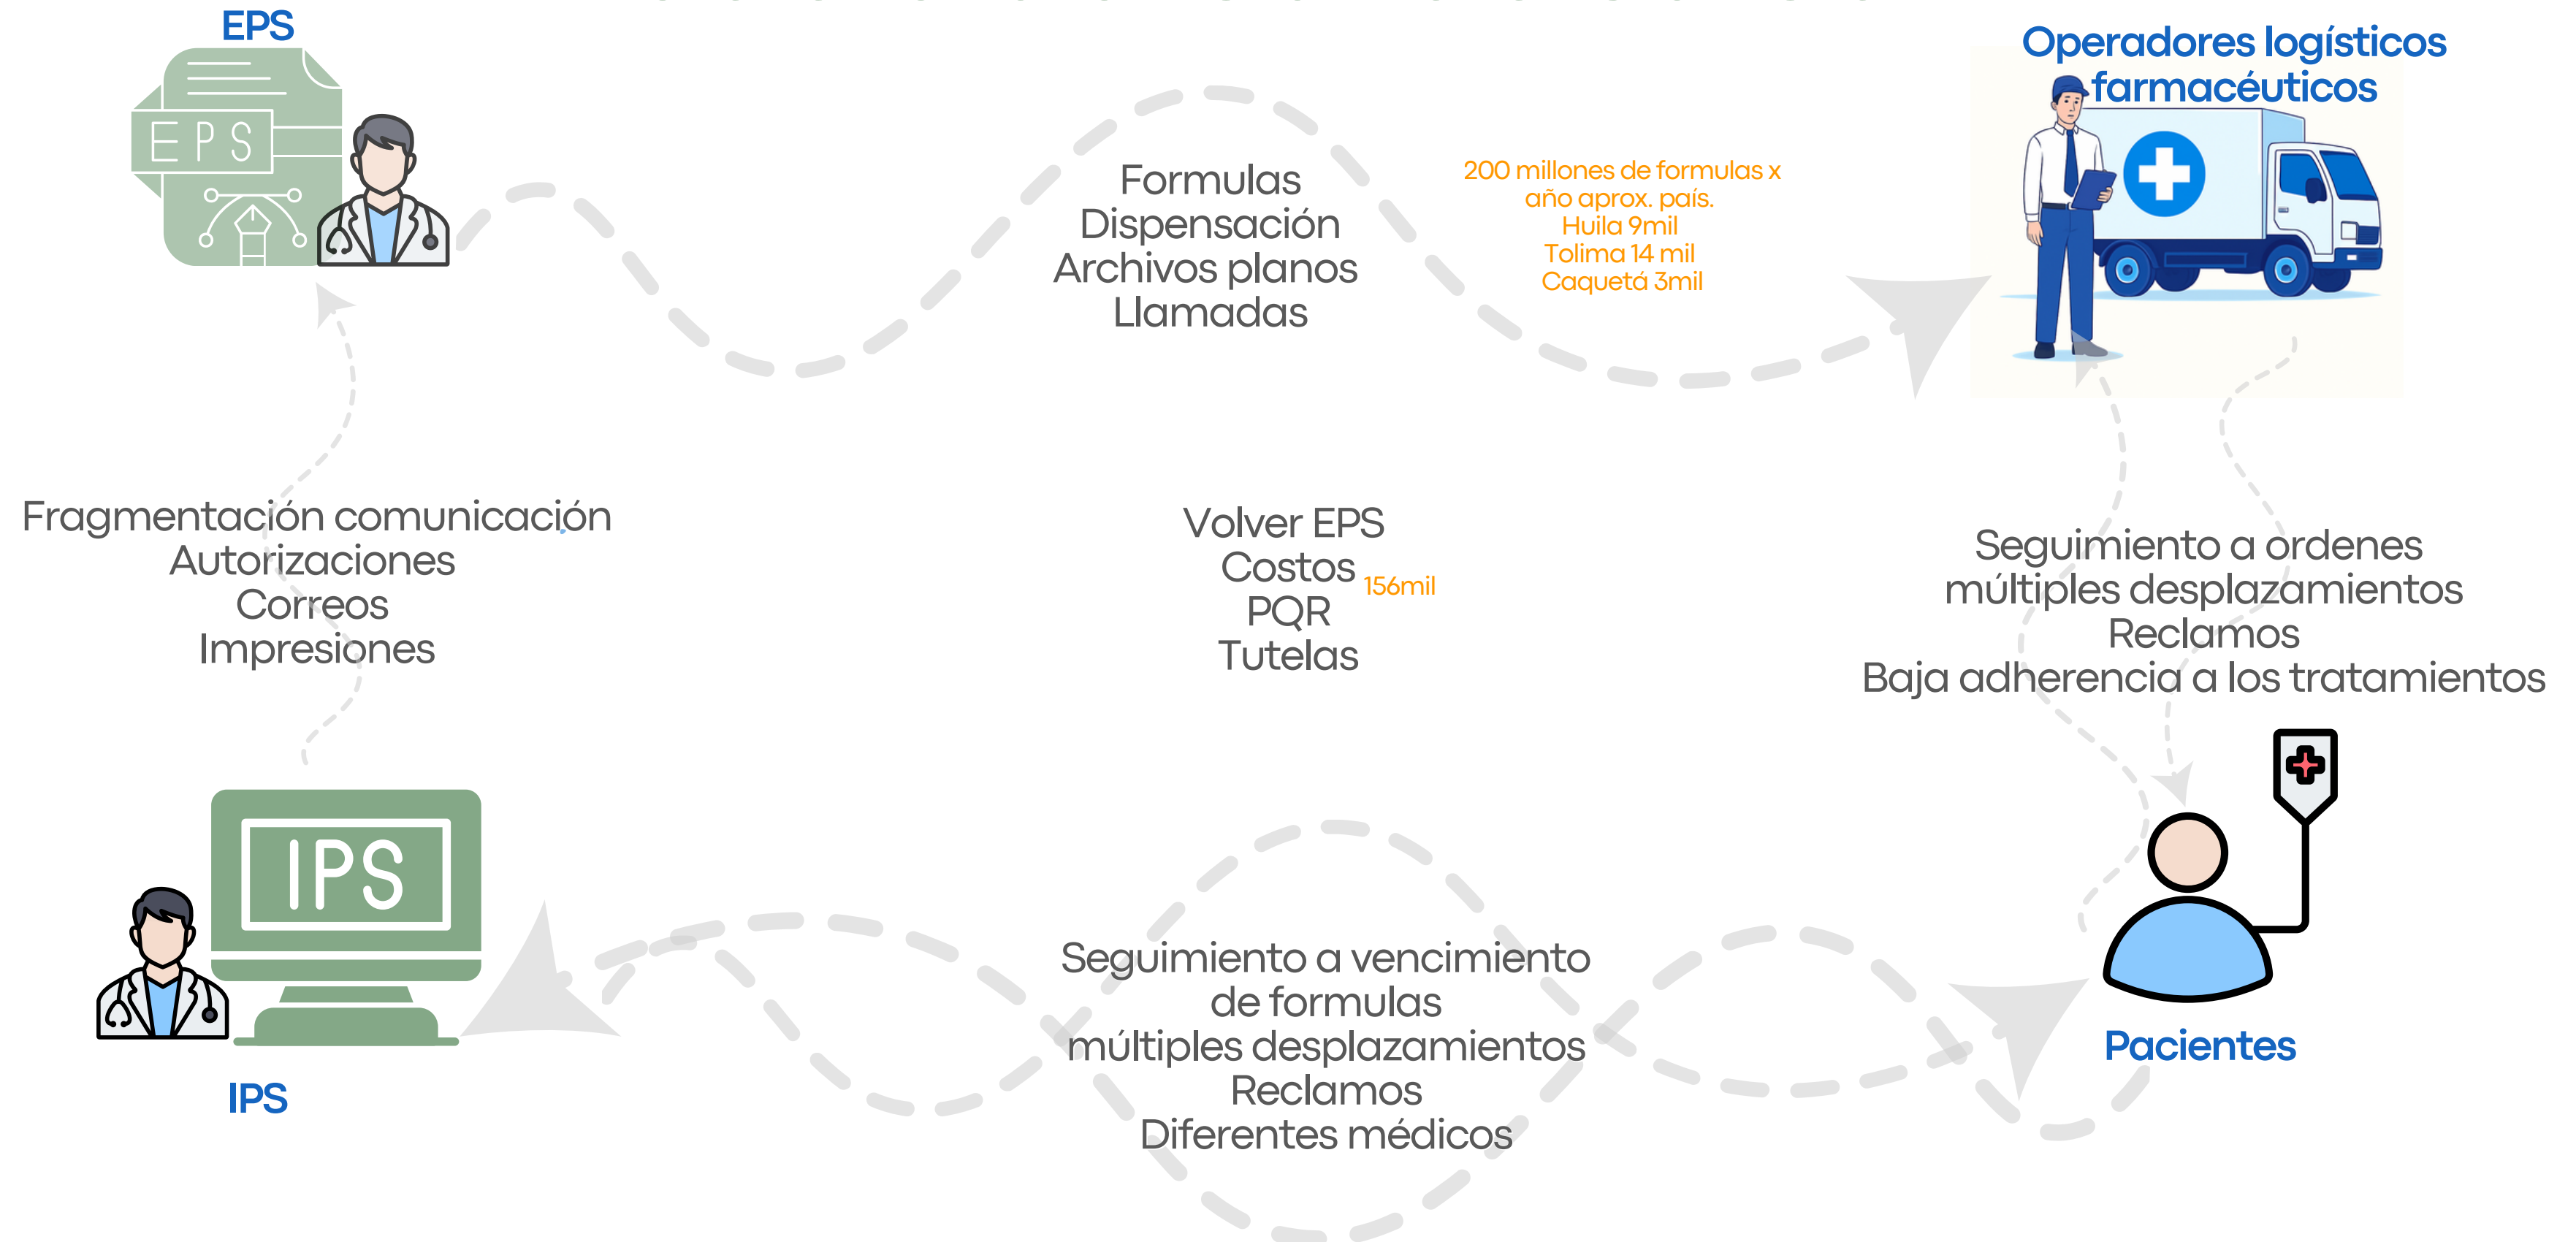 EPS
EPS
Operadores logísticos
farmacéuticos
Formulas
Dispensación
Archivos planos
Llamadas
200 millones de formulas x
año aprox. país.
Huila 9mil
Tolima 14 mil
Caquetá 3mil
Fragmentación comunicación
Autorizaciones
Correos
Impresiones
Volver EPS
Costos
156mil
PQR
Tutelas
Seguimiento a ordenes
múltiples desplazamientos
Reclamos
Baja adherencia a los tratamientos
IPS
IPS
Seguimiento a vencimiento
de formulas
múltiples desplazamientos
Reclamos
Diferentes médicos
Pacientes